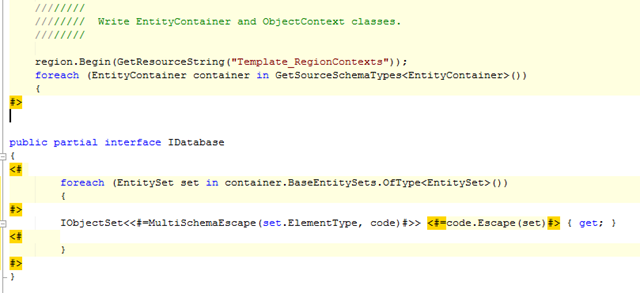 ////////
////////  Write EntityContainer and ObjectContext classes.
////////
region.Begin(GetResourceString("Template_RegionContexts"));
foreach (EntityContainer container in GetSourceSchemaTypes<EntityContainer>())
{
#>
public partial interface IDatabase
{
<#
foreach (EntitySet set in container.BaseEntitySets.OfType<EntitySet>())
{
#>
IObjectSet<<#=MultiSchemaEscape(set.ElementType, code)#>> <#=code.Escape(set)#> { get; }
<#
}
#>
}